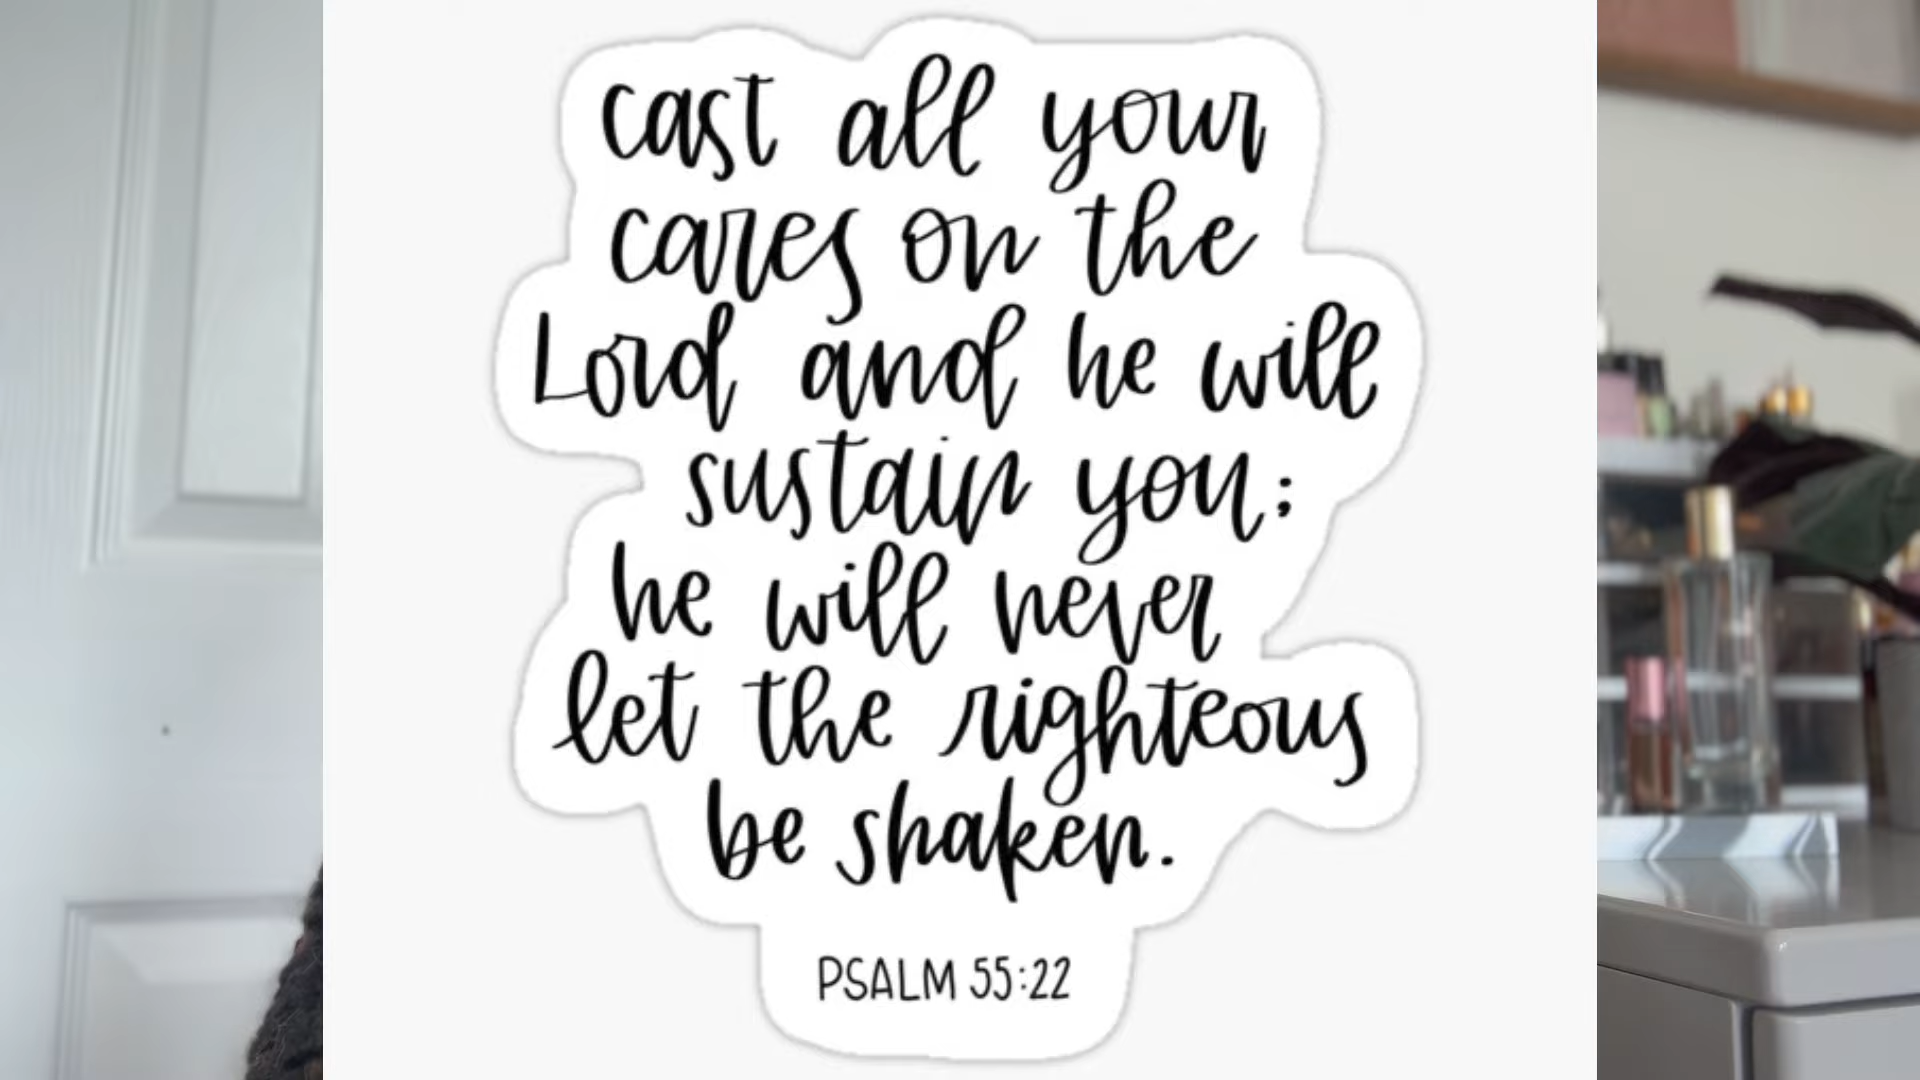 cast all your
cares on the
Lord and he will
sustain you;
he will never
let the righteous
be shaken.
PSALM 55:22